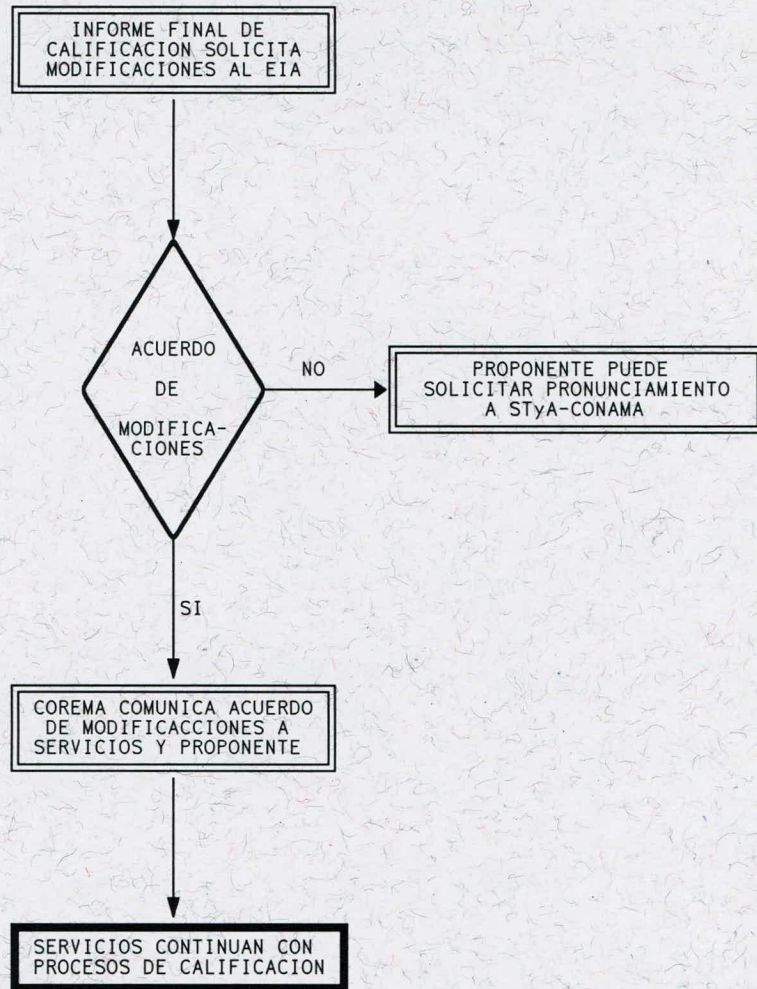 INFORME FINAL DE
CALIFICACION SOLICITA
MODIFICACIONES AL EIA
ACUERDO
DE
MODIFICA-
CIONES
NO
PROPONENTE PUEDE
SOLICITAR PRONUNCIAMIENTO
A STyA-CONAMA
SI
COREMA COMUNICA ACUERDO
DE MODIFICACCIONES A
SERVICIOS Y PROPONENTE
SERVICIOS CONTINUAN CON
PROCESOS DE CALIFICACION